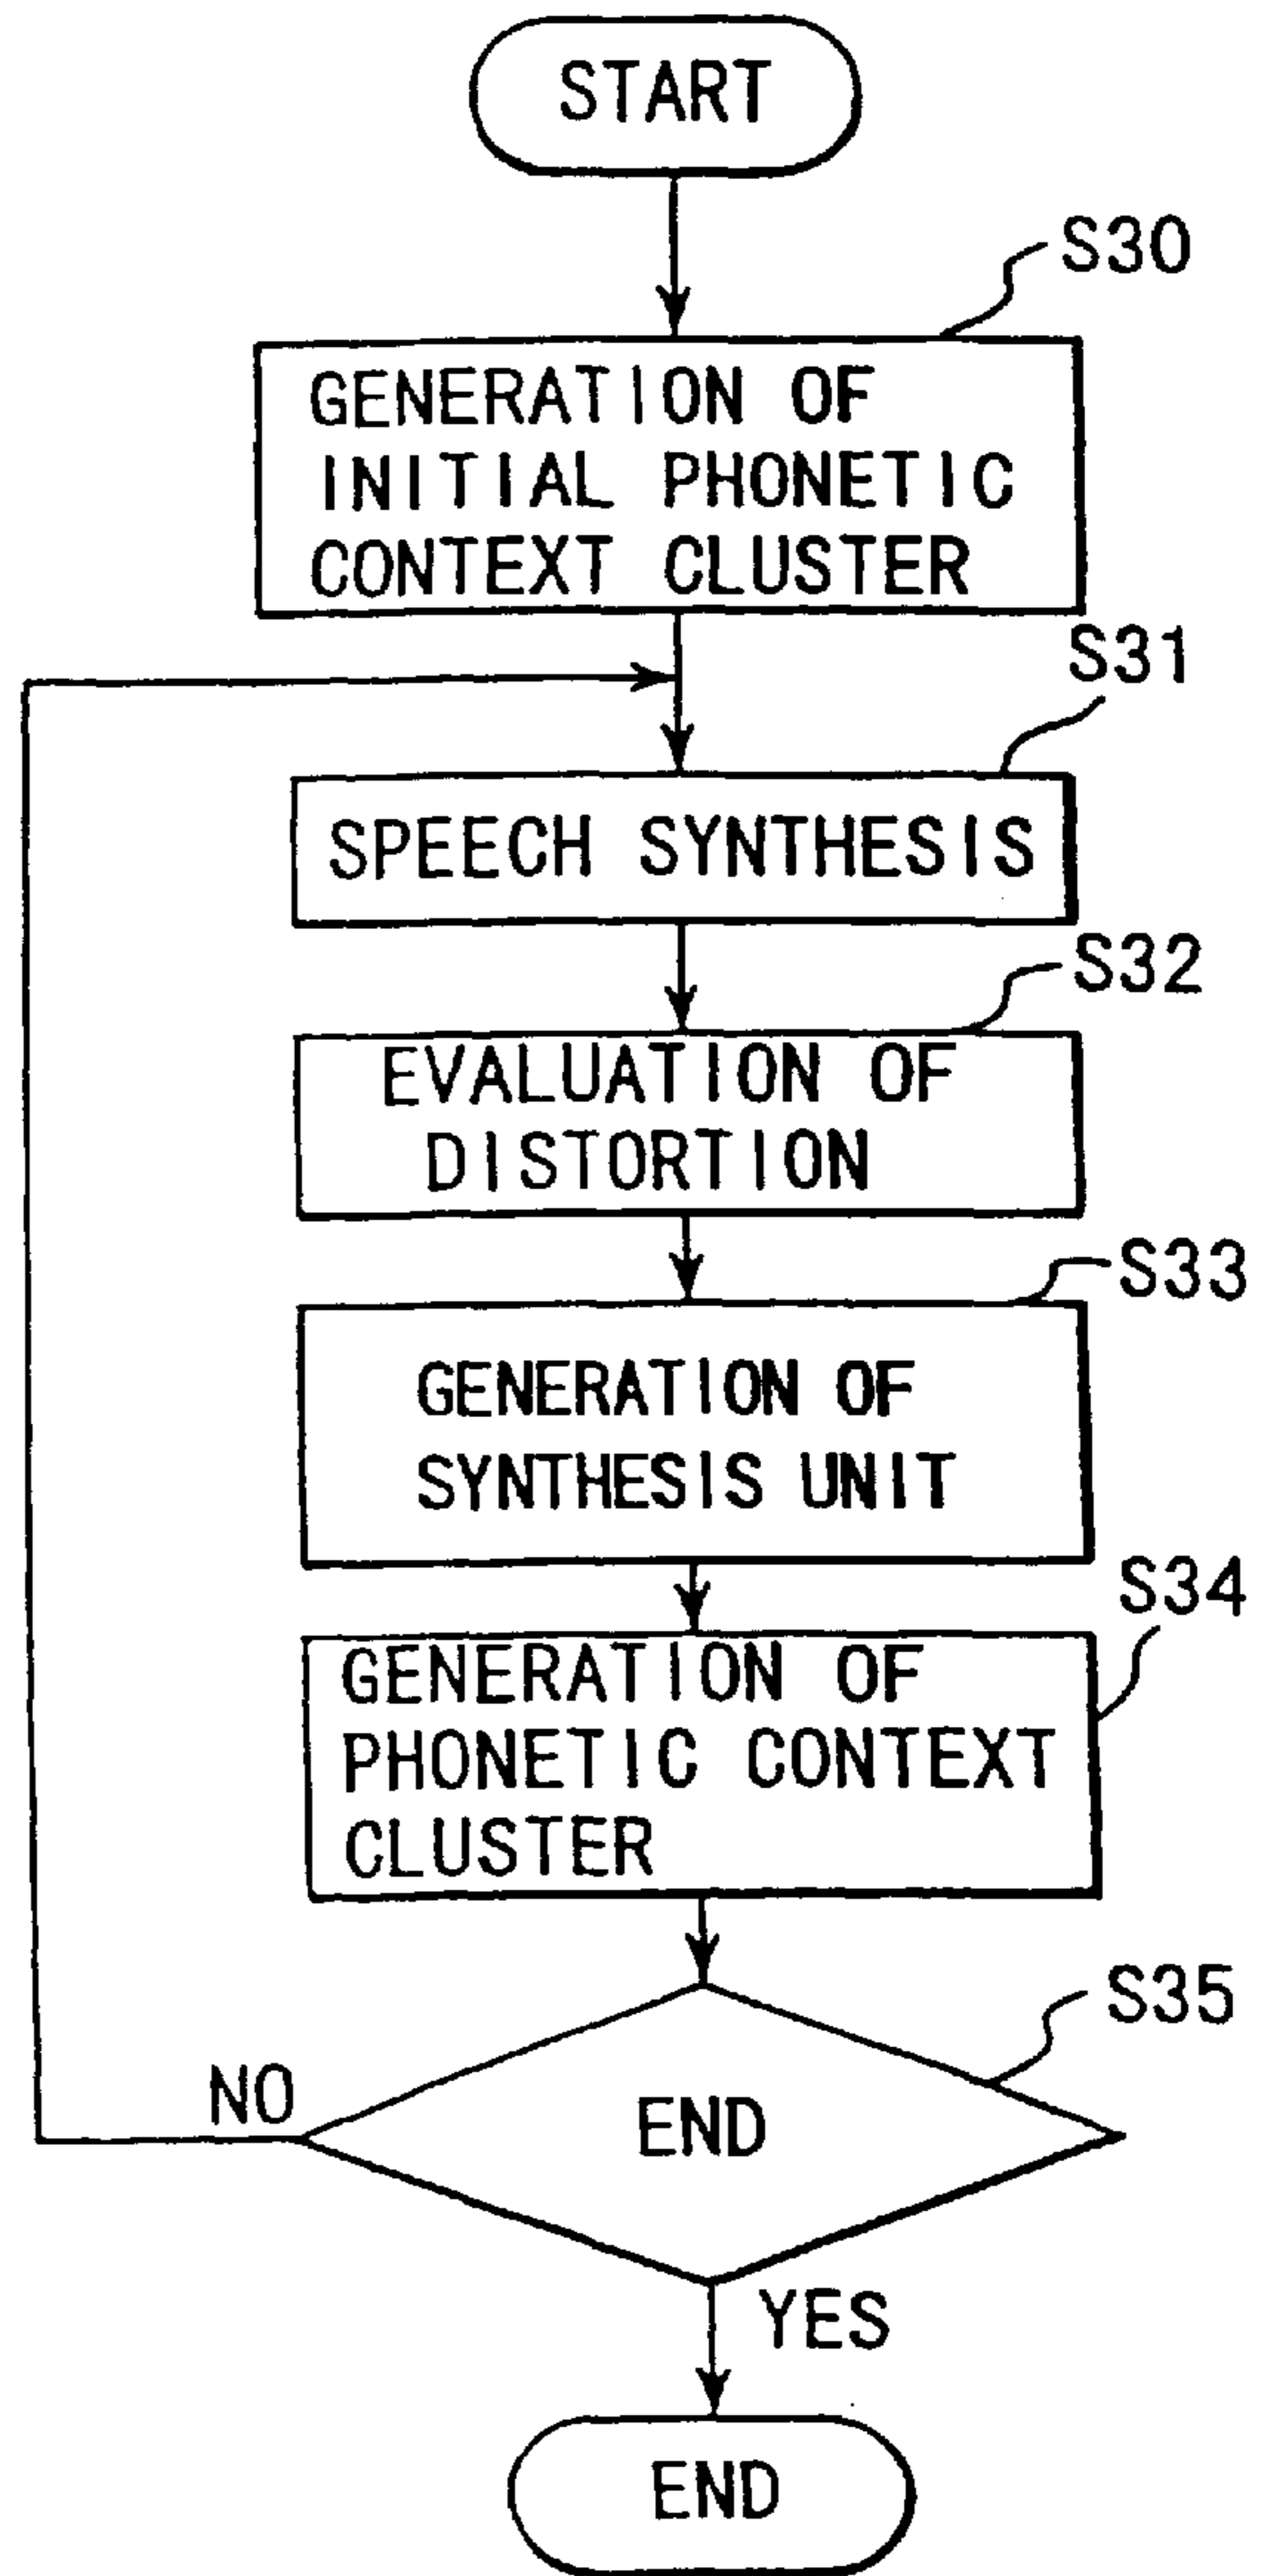 START
S30
GENERATION OF
INITIAL PHONETIC
CONTEXT CLUSTER
S31
SPEECH SYNTHESIS
S32
EVALUATION OF
DISTORTION
S33
GENERATION OF
SYNTHESIS UNIT
S34
GENERATION OF
PHONETIC CONTEXT
CLUSTER
S35
NO
END
YES
END